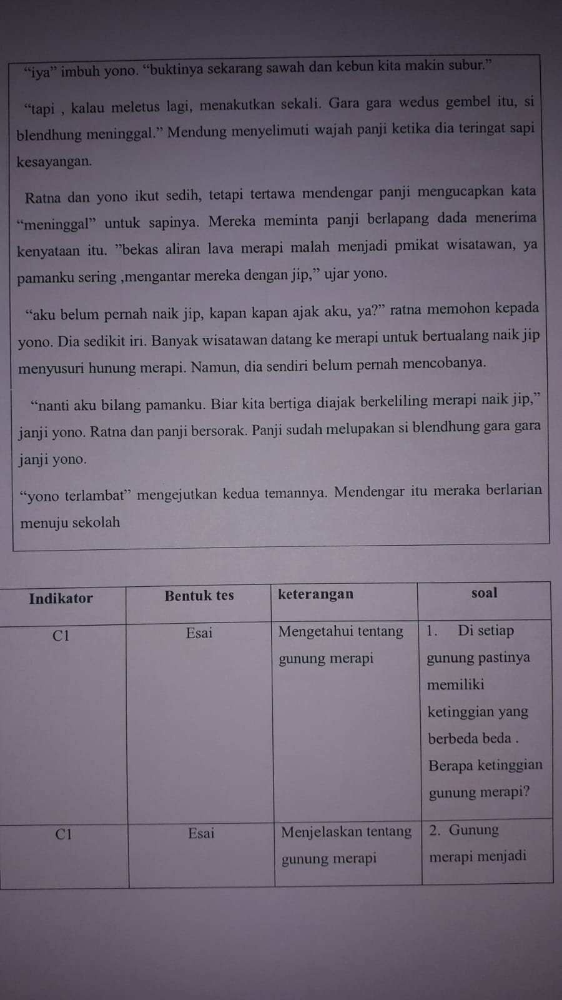 “iya” imbuh yono. “buktinya sekarang sawah dan kebun kita makin subur.”
“tapi , kalau meletus lagi, menakutkan sekali. Gara gara wedus gembel itu, si
blendhung meninggal.” Mendung menyelimuti wajah panji ketika dia teringat sapi
kesayangan.
Ratna dan yono ikut sedih, tetapi tertawa mendengar panji mengucapkan kata
“meninggal” untuk sapinya. Mereka meminta panji berlapang dada menerima
kenyataan itu. ”bekas aliran lava merapi malah menjadi pmikat wisatawan, ya
pamanku sering ,mengantar mereka dengan jip,” ujar yono.
“aku belum pernah naik jip, kapan kapan ajak aku, ya?” ratna memohon kepada
yono. Dia sedikit iri. Banyak wisatawan datang ke merapi untuk bertualang naik jip
menyusuri hunung merapi. Namun, dia sendiri belum pernah mencobanya.
“nanti aku bilang pamanku. Biar kita bertiga diajak berkeliling merapi naik jip,”
janji yono. Ratna dan panji bersorak. Panji sudah melupakan si blendhung gara gara
janji yono.
“yono terlambat” mengejutkan kedua temannya. Mendengar itu meraka berlarian
menuju sekolah
Indikator Bentuk tes keterangan soal
C1 Esai Mengetahui tentang 1. Di setiap
gunung merapi gunung pastinya
memiliki
ketinggian yang
berbeda beda .
Berapa ketinggian
gunung merapi?
C1 Esai Menjelaskan tentang 2. Gunung
gunung merapi merapi menjadi